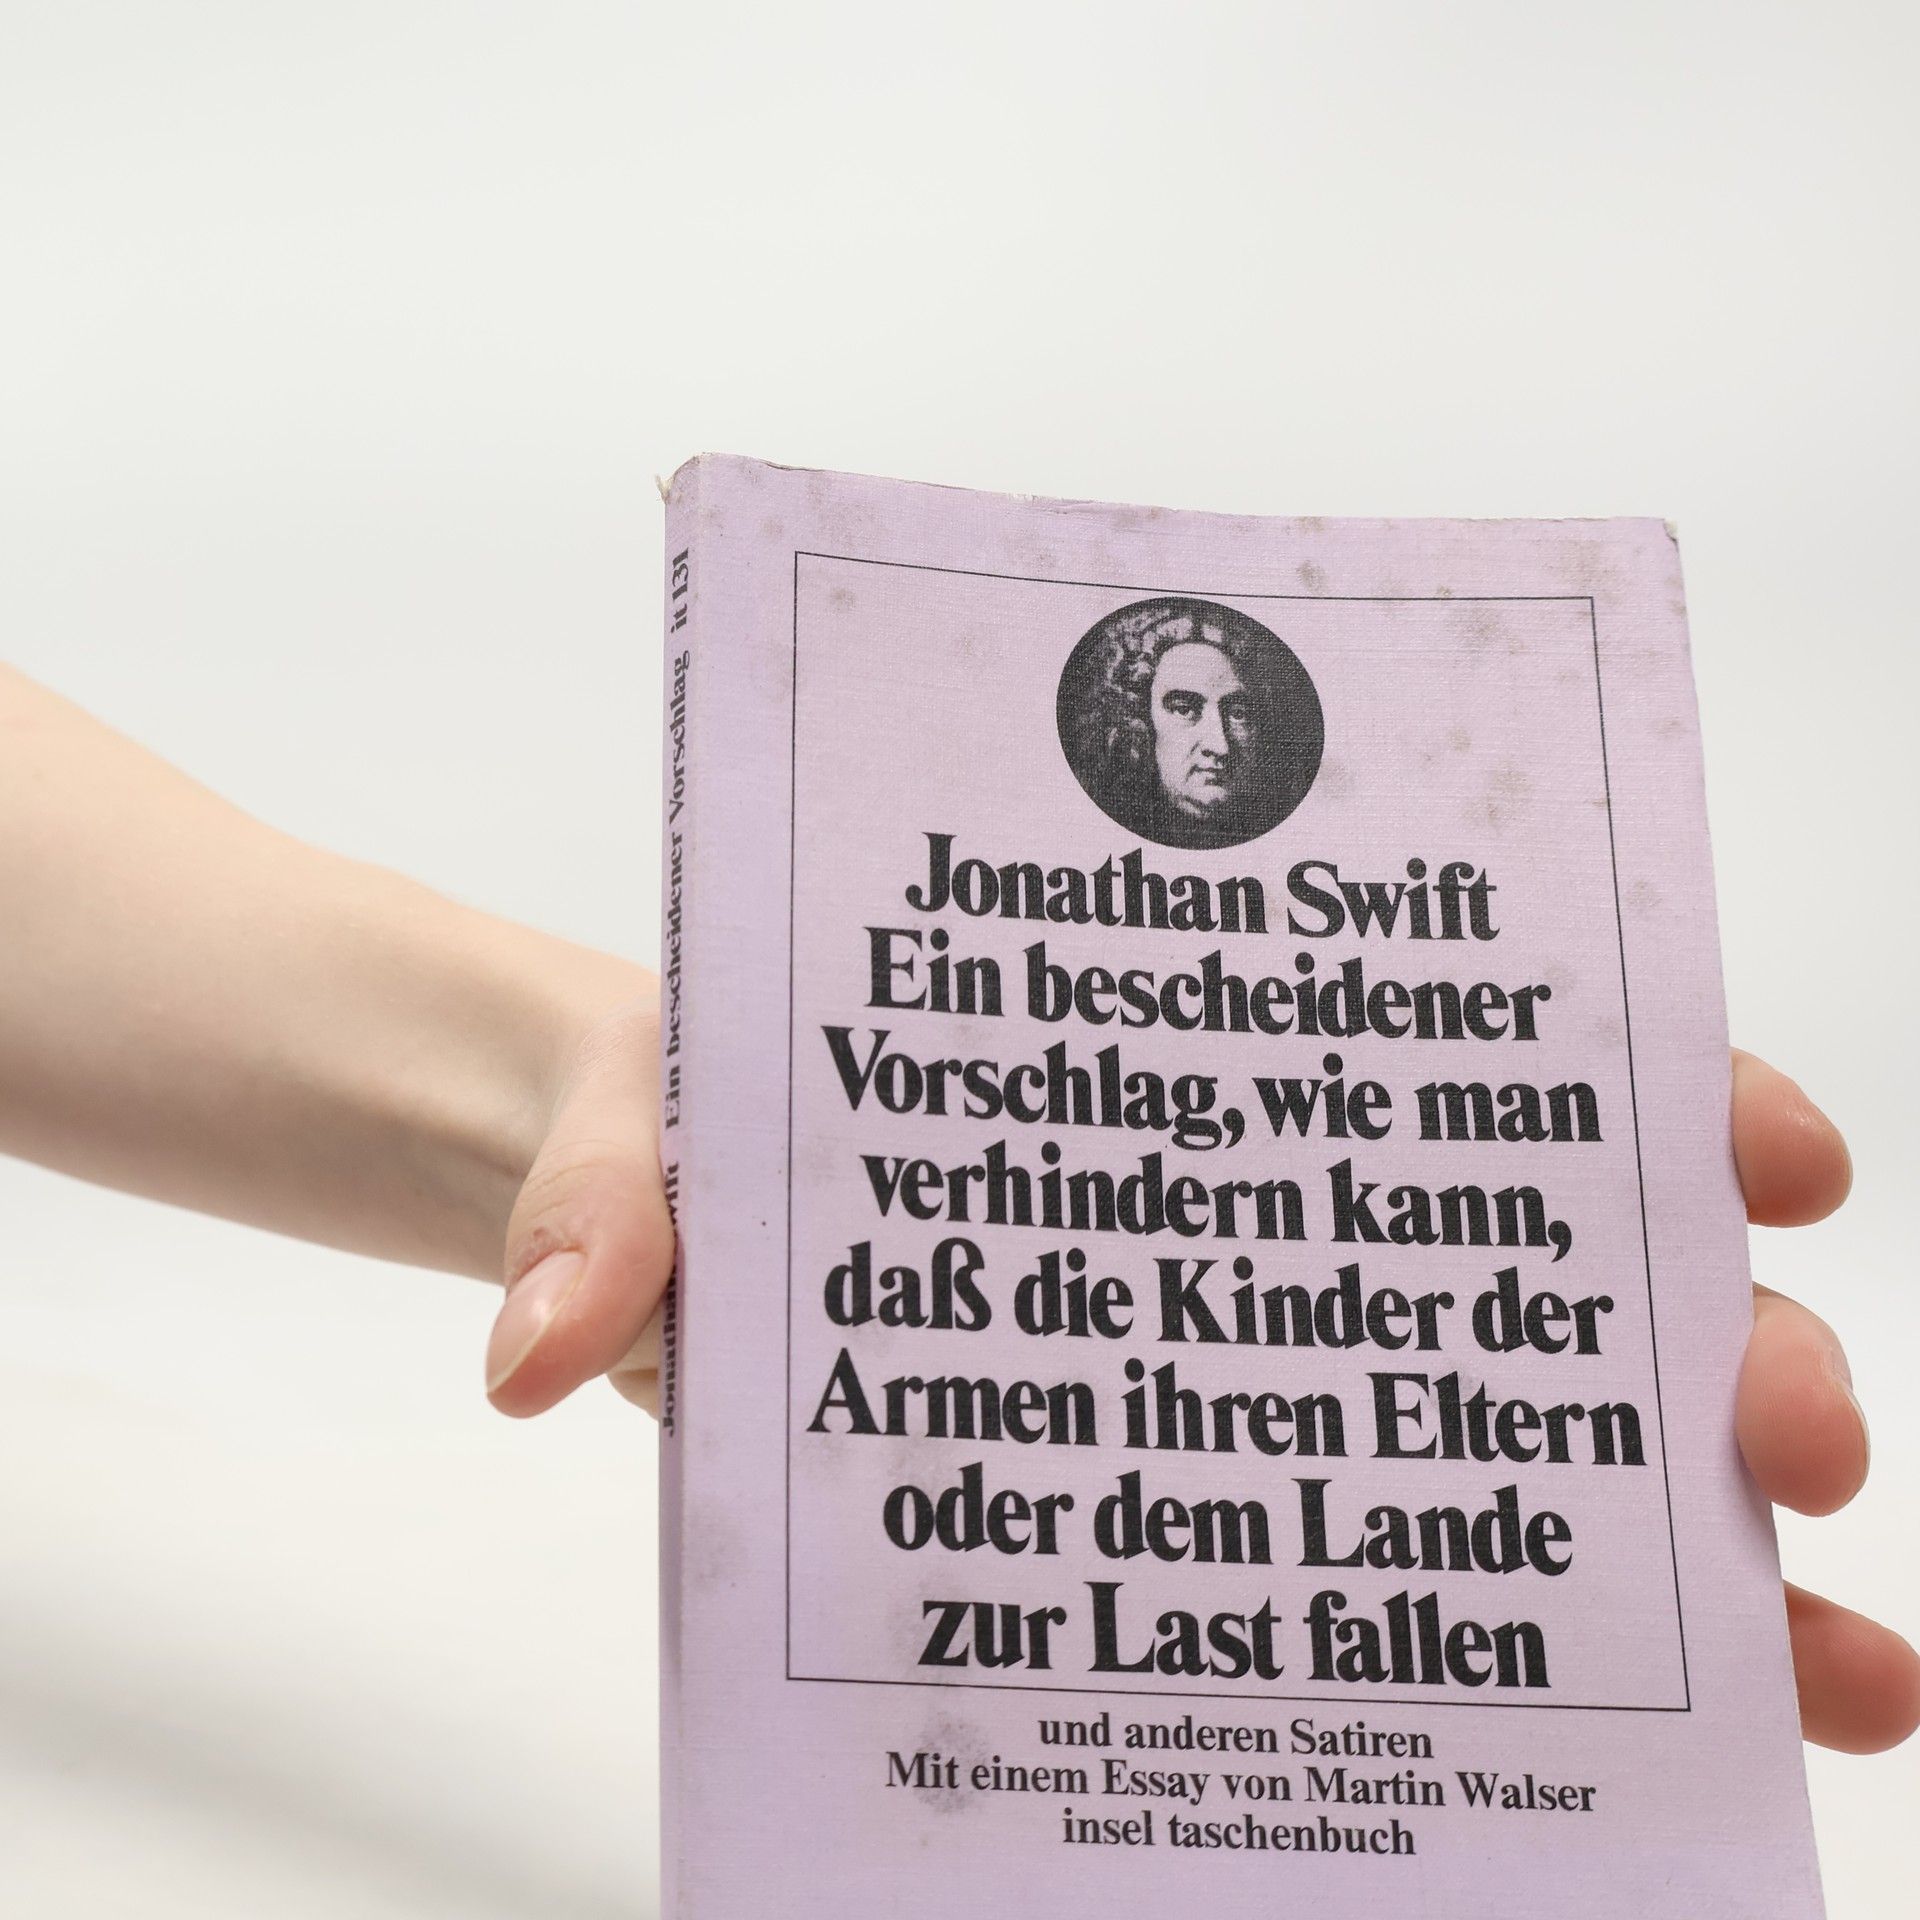 Jonathan Swift
Ein bescheidener
Vorschlag, wie man
verhindern kann,
daß die Kinder der
Armen ihren Eltern
oder dem Lande
zur Last fallen
und anderen Satiren
Mit einem Essay von Martin Walser
insel taschenbuch
Jonathan Swift Ein bescheidener Vorschlag it 131